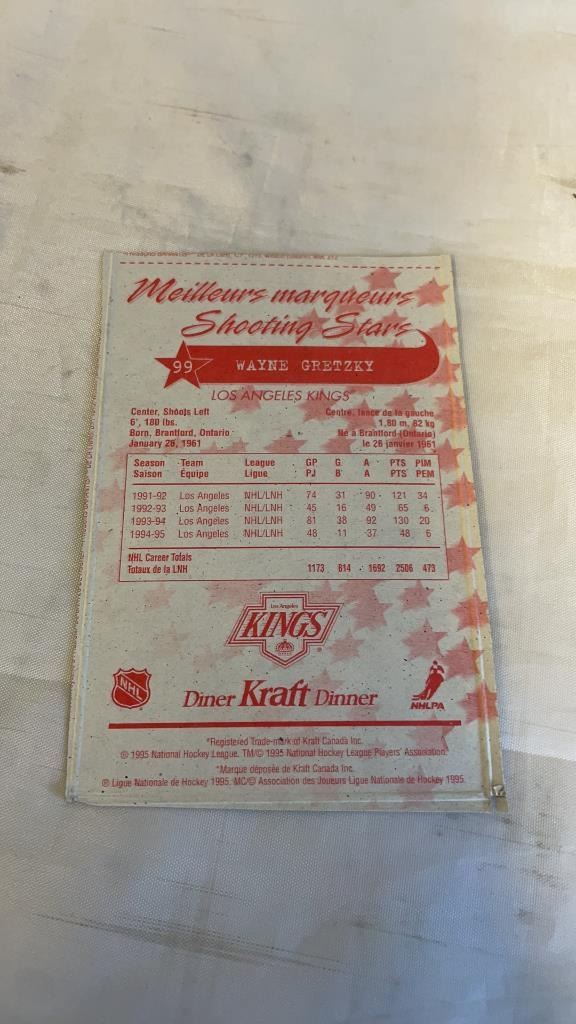 Meilleurs marqueurs
Shooting Stars
99 WAYNE GRETZKY
LOS ANGELES KINGS
Center, Shoots Left
6', 180 lbs.
Born, Brantford, Ontario
January 26, 1961
Centre, lance de la gauche
1,80 m, 82 kg
Né à Brantford (Ontario)
le 26 janvier 1961
Season Team League GP G A PTS PIM
Saison Équipe Ligue PJ B A PTS PEM
1991-92 Los Angeles NHL/LNH 74 31 90 121 34
1992-93 Los Angeles NHL/LNH 45 16 49 65 6
1993-94 Los Angeles NHL/LNH 81 38 92 130 20
1994-95 Los Angeles NHL/LNH 48 11 37 48 6
NHL Career Totals
Totaux de la LNH 1173 814 1692 2506 473
Los Angeles
KINGS
®
NHL
Diner Kraft Dinner
NHLPA
*Registered Trade-mark of Kraft Canada Inc.
© 1995 National Hockey League. TM/© 1995 National Hockey League Players' Association.
*Marque déposée de Kraft Canada Inc.
® Ligue Nationale de Hockey 1995. MC/© Association des Joueurs Ligue Nationale de Hockey 1995.